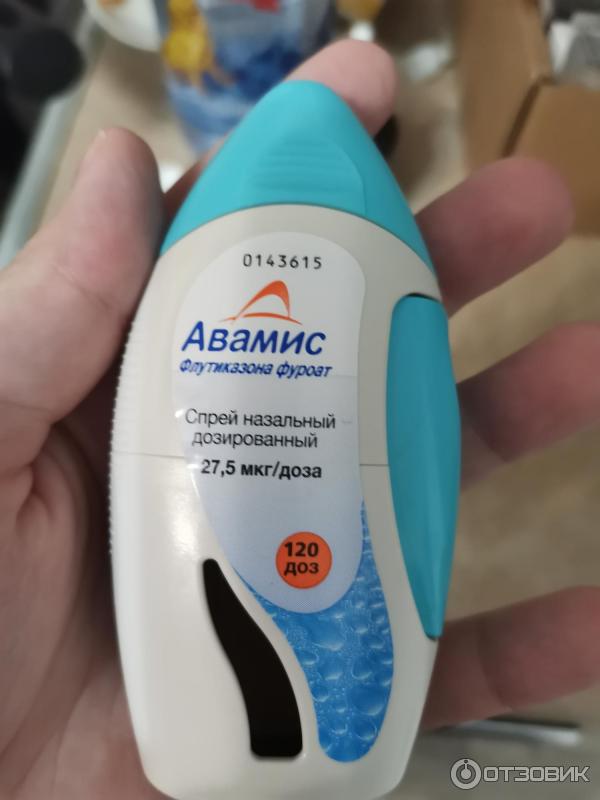 0143615
Авамис
Флутиказона фуроат
Спрей назальный
дозированный
27,5 мкг/доза
120
доз
ОТЗОВИК